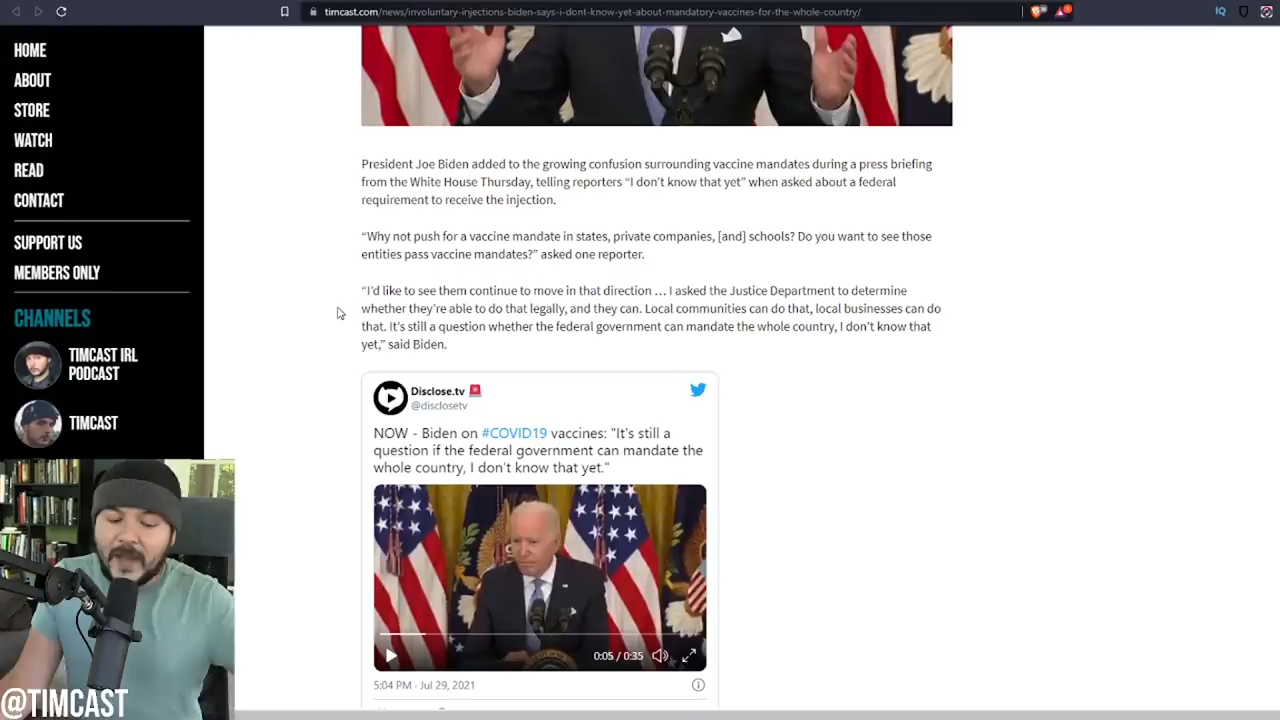 timcast.com/news/involuntary-injections-biden-says-i-dont-know-yet-about-mandatory-vaccines-for-the-whole-country/
IQ
HOME
ABOUT
STORE
WATCH
READ
CONTACT
SUPPORT US
MEMBERS ONLY
CHANNELS
TIMCAST IRL
PODCAST
TIMCAST
President Joe Biden added to the growing confusion surrounding vaccine mandates during a press briefing
from the White House Thursday, telling reporters “I don’t know that yet” when asked about a federal
requirement to receive the injection.
“Why not push for a vaccine mandate in states, private companies, [and] schools? Do you want to see those
entities pass vaccine mandates?” asked one reporter.
“I’d like to see them continue to move in that direction … I asked the Justice Department to determine
whether they’re able to do that legally, and they can. Local communities can do that, local businesses can do
that. It’s still a question whether the federal government can mandate the whole country, I don’t know that
yet,” said Biden.
Disclose.tv
@disclosetv
NOW - Biden on #COVID19 vaccines: "It's still a
question if the federal government can mandate the
whole country, I don't know that yet."
0:05 / 0:35
5:04 PM · Jul 29, 2021
@TIMCAST